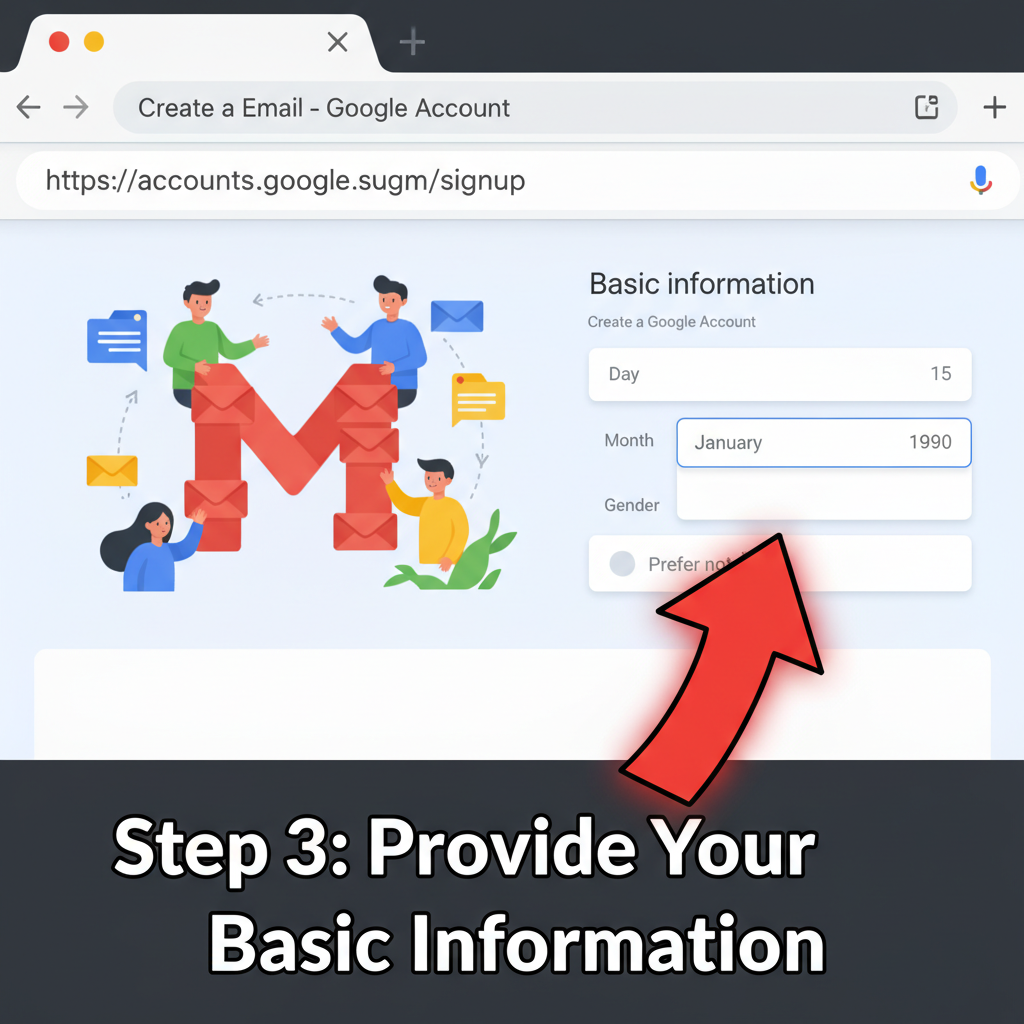 Create a Email - Google Account
https://accounts.google.sugm/signup
Basic information
Create a Google Account
Day 15
Month January 1990
Gender
Prefer not
Step 3: Provide Your
Basic Information